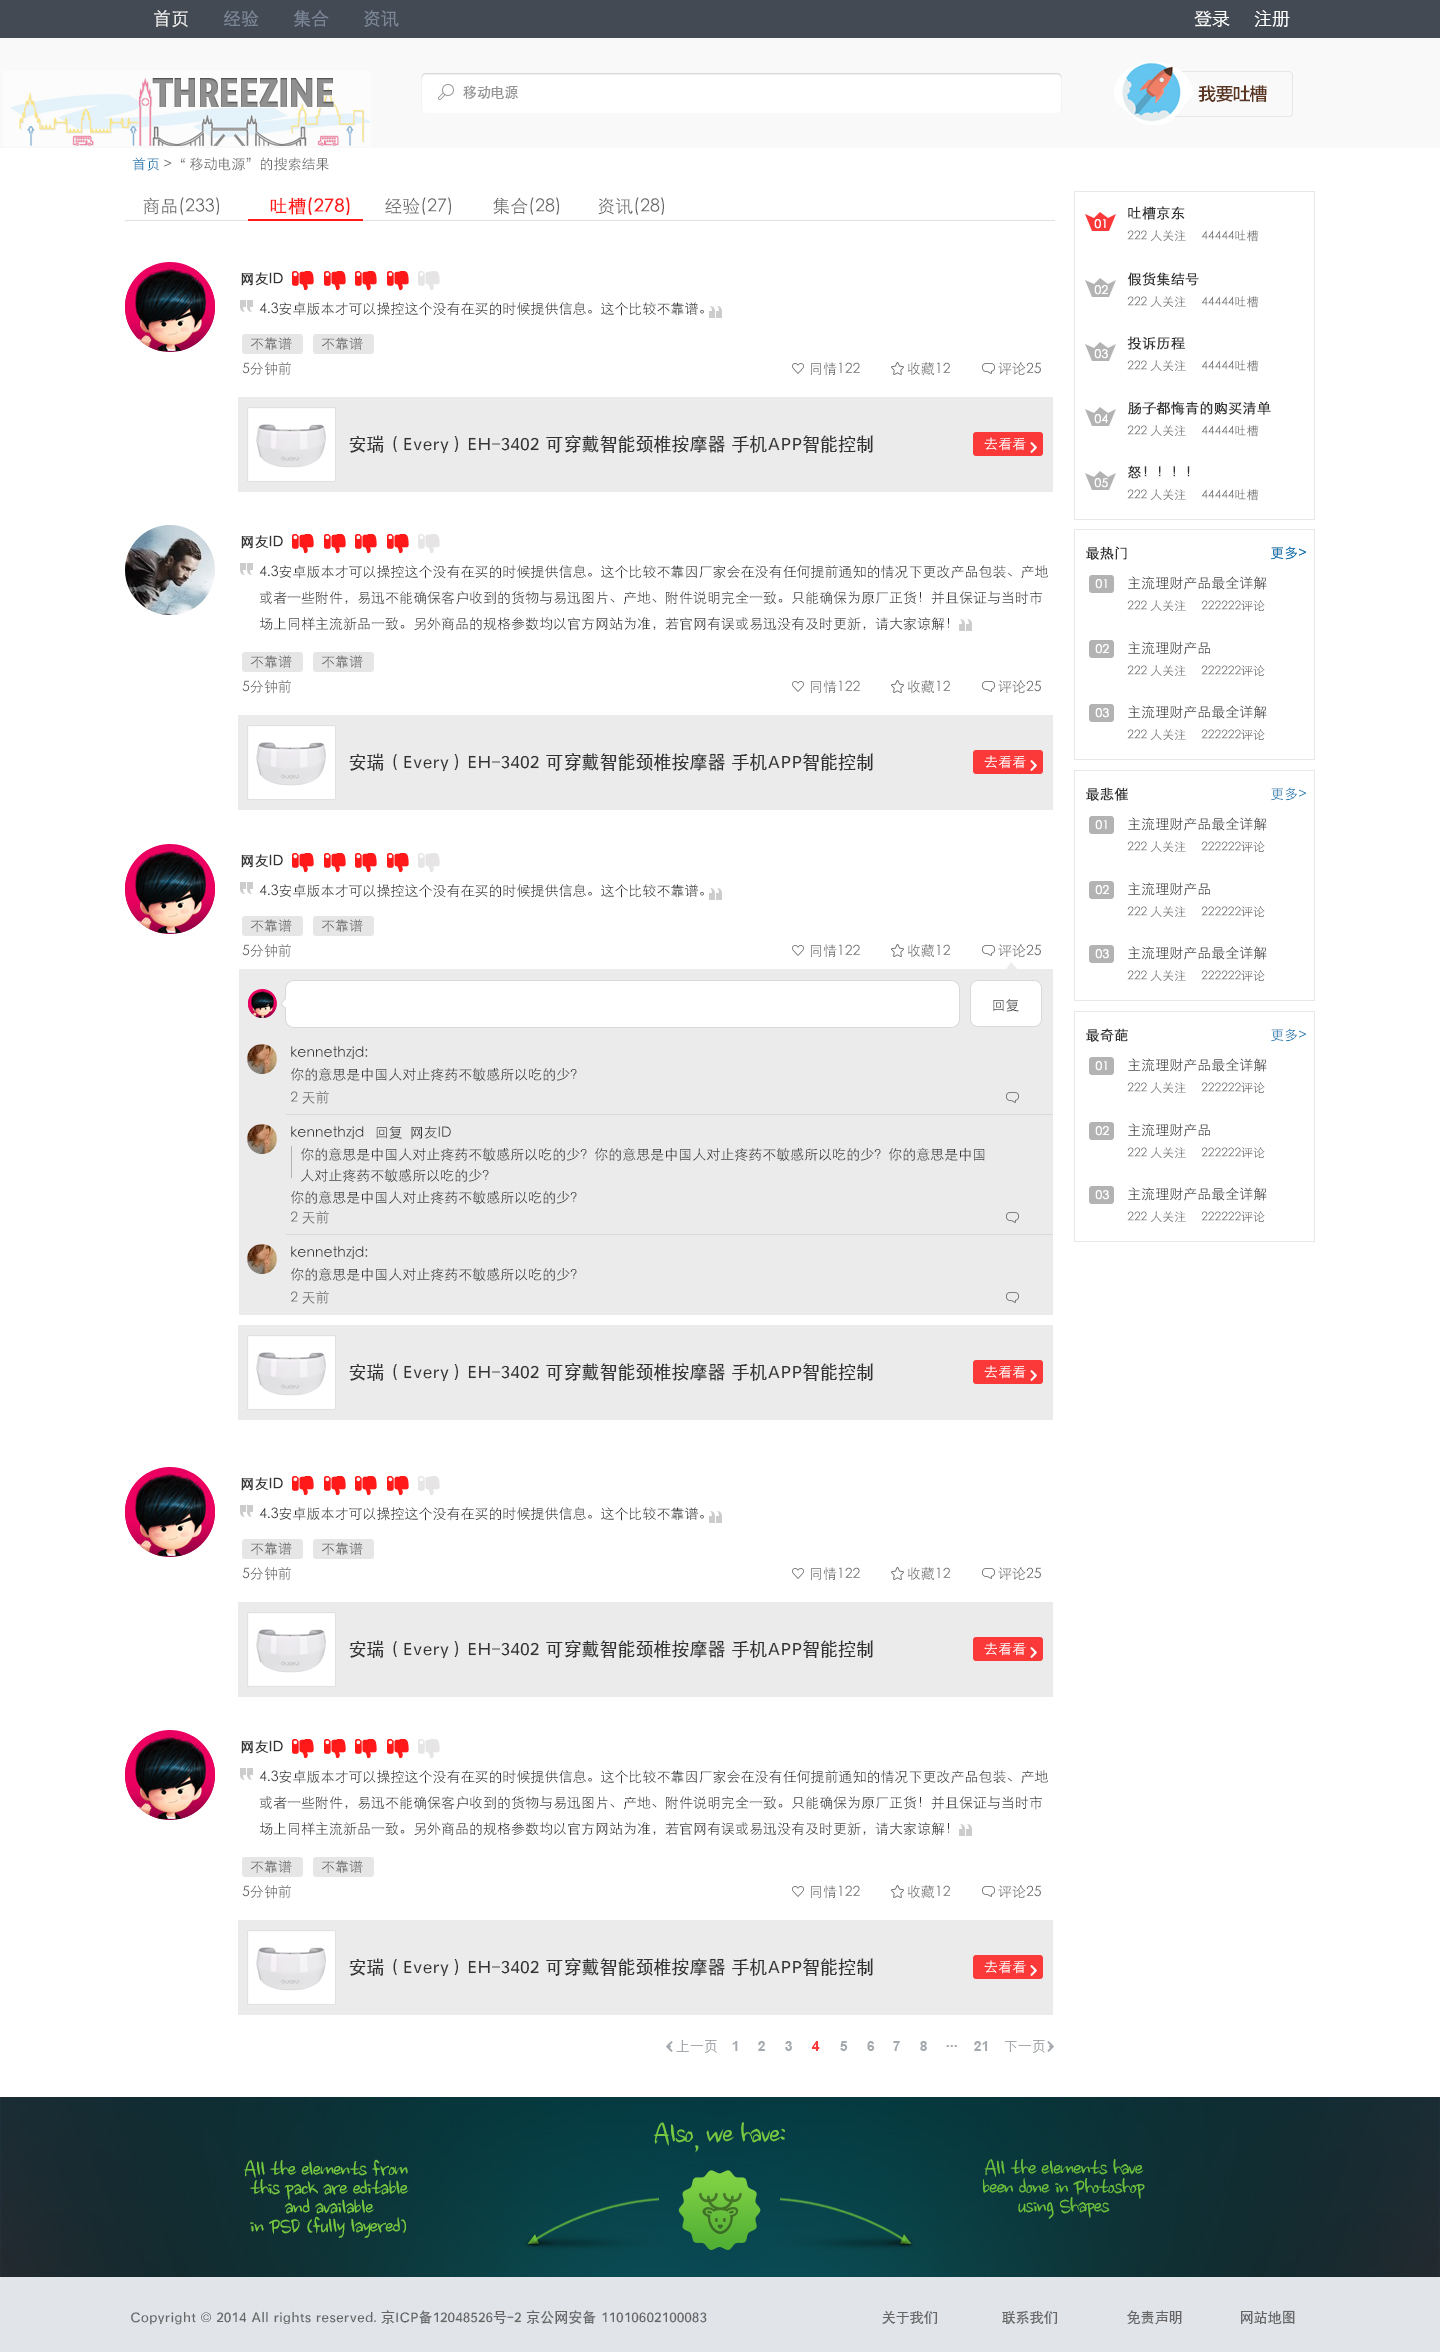 首页 经验 集合 资讯 登录 注册
THREEZINE
移动电源
我要吐槽
首页 > “ 移动电源” 的搜索结果
商品(233) 吐槽(278) 经验(27) 集合(28) 资讯(28)
网友ID
4.3安卓版本才可以操控这个没有在买的时候提供信息。这个比较不靠谱。
不靠谱 不靠谱
5分钟前 同情122 收藏12 评论25
安瑞（Every）EH-3402 可穿戴智能颈椎按摩器 手机APP智能控制 去看看
网友ID
4.3安卓版本才可以操控这个没有在买的时候提供信息。这个比较不靠因厂家会在没有任何提前通知的情况下更改产品包装、产地
或者一些附件，易迅不能确保客户收到的货物与易迅图片、产地、附件说明完全一致。只能确保为原厂正货！并且保证与当时市
场上同样主流新品一致。另外商品的规格参数均以官方网站为准，若官网有误或易迅没有及时更新，请大家谅解！
不靠谱 不靠谱
5分钟前 同情122 收藏12 评论25
安瑞（Every）EH-3402 可穿戴智能颈椎按摩器 手机APP智能控制 去看看
网友ID
4.3安卓版本才可以操控这个没有在买的时候提供信息。这个比较不靠谱。
不靠谱 不靠谱
5分钟前 同情122 收藏12 评论25
回复
kennethzjd:
你的意思是中国人对止疼药不敏感所以吃的少？
2 天前
kennethzjd 回复 网友ID
你的意思是中国人对止疼药不敏感所以吃的少？你的意思是中国人对止疼药不敏感所以吃的少？你的意思是中国
人对止疼药不敏感所以吃的少？
你的意思是中国人对止疼药不敏感所以吃的少？
2 天前
kennethzjd:
你的意思是中国人对止疼药不敏感所以吃的少？
2 天前
安瑞（Every）EH-3402 可穿戴智能颈椎按摩器 手机APP智能控制 去看看
网友ID
4.3安卓版本才可以操控这个没有在买的时候提供信息。这个比较不靠谱。
不靠谱 不靠谱
5分钟前 同情122 收藏12 评论25
安瑞（Every）EH-3402 可穿戴智能颈椎按摩器 手机APP智能控制 去看看
网友ID
4.3安卓版本才可以操控这个没有在买的时候提供信息。这个比较不靠因厂家会在没有任何提前通知的情况下更改产品包装、产地
或者一些附件，易迅不能确保客户收到的货物与易迅图片、产地、附件说明完全一致。只能确保为原厂正货！并且保证与当时市
场上同样主流新品一致。另外商品的规格参数均以官方网站为准，若官网有误或易迅没有及时更新，请大家谅解！
不靠谱 不靠谱
5分钟前 同情122 收藏12 评论25
安瑞（Every）EH-3402 可穿戴智能颈椎按摩器 手机APP智能控制 去看看
上一页 1 2 3 4 5 6 7 8 ... 21 下一页
01 吐槽京东
222 人关注 44444吐槽
02 假货集结号
222 人关注 44444吐槽
03 投诉历程
222 人关注 44444吐槽
04 肠子都悔青的购买清单
222 人关注 44444吐槽
05 怒！！！！
222 人关注 44444吐槽
最热门 更多>
01 主流理财产品最全详解
222 人关注 222222评论
02 主流理财产品
222 人关注 222222评论
03 主流理财产品最全详解
222 人关注 222222评论
最悲催 更多>
01 主流理财产品最全详解
222 人关注 222222评论
02 主流理财产品
222 人关注 222222评论
03 主流理财产品最全详解
222 人关注 222222评论
最奇葩 更多>
01 主流理财产品最全详解
222 人关注 222222评论
02 主流理财产品
222 人关注 222222评论
03 主流理财产品最全详解
222 人关注 222222评论
Also, we have:
All the elements from
this pack are editable
and available
in PSD (fully layered)
All the elements have
been done in Photoshop
using Shapes
Copyright © 2014 All rights reserved. 京ICP备12048526号-2 京公网安备 11010602100083 关于我们 联系我们 免责声明 网站地图